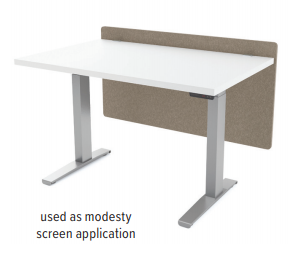 used as modesty
screen application